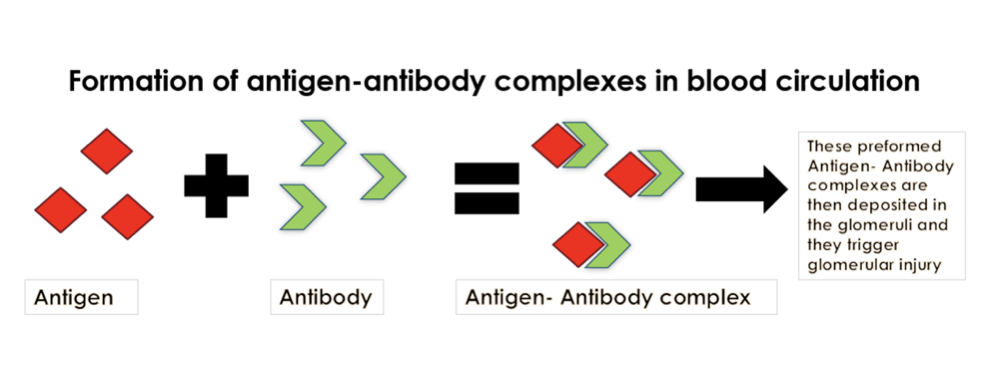 Formation of antigen-antibody complexes in blood circulation
These preformed
Antigen- Antibody
complexes are
then deposited in
the glomeruli and
they trigger
glomerular injury
Antigen
Antibody
Antigen- Antibody complex